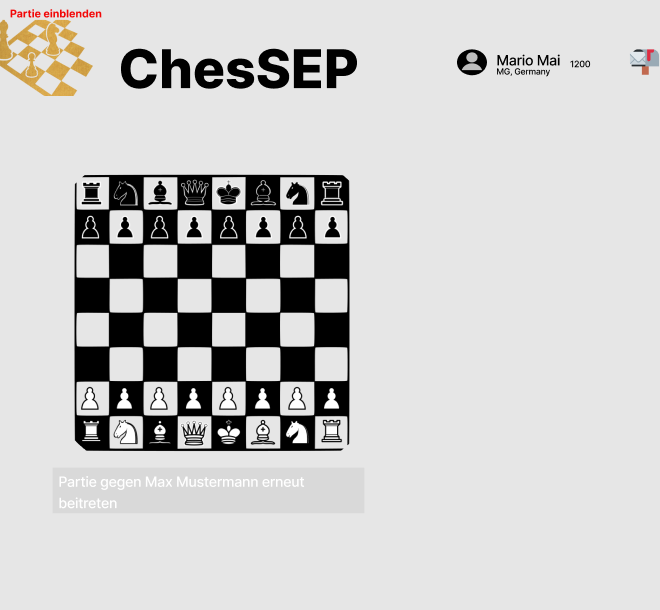 Partie einblenden
ChesSEP
Mario Mai
1200
MG, Germany
Partie gegen Max Mustermann erneut
beitreten